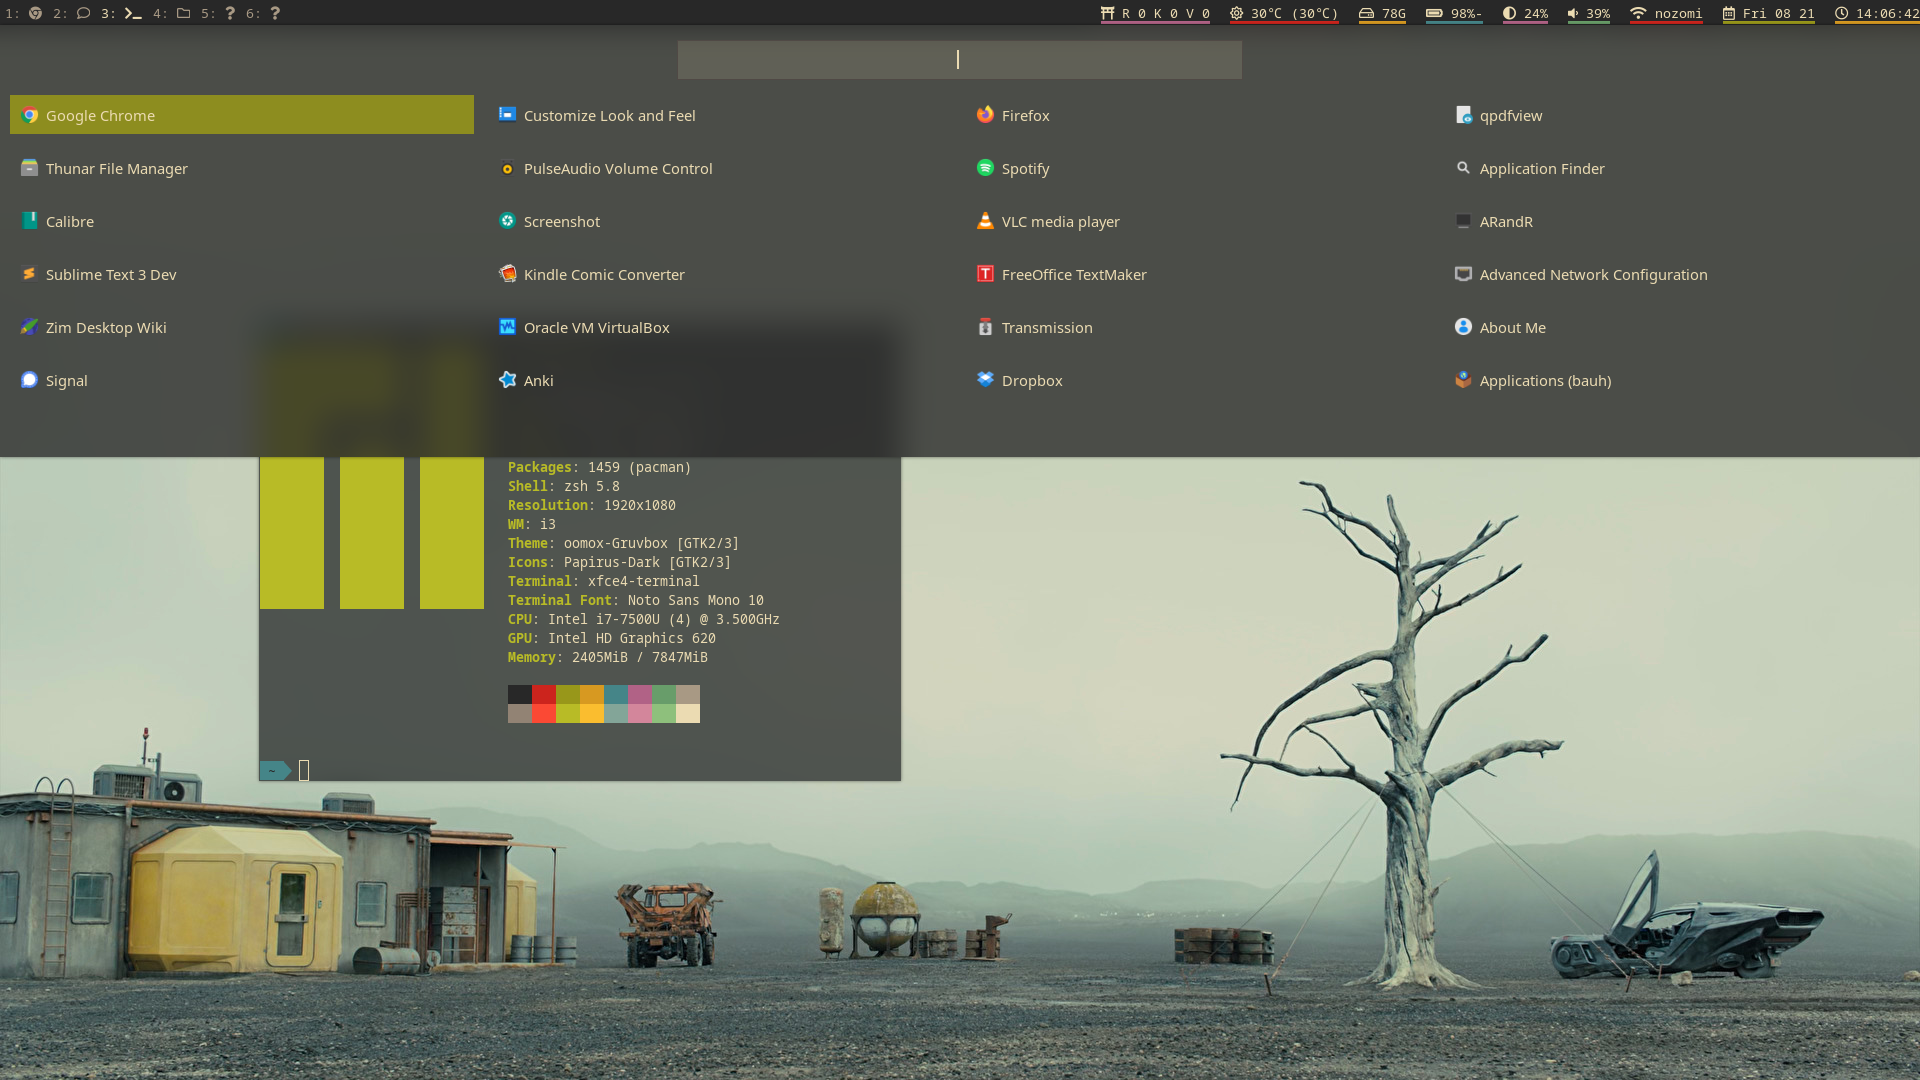 1: 2: 3: 4: 5: ? 6: ? R 0 K 0 V 0 30°C (30°C) 78G 98%- 24% 39% nozomi Fri 08 21 14:06:42
Google Chrome Customize Look and Feel Firefox qpdfview
Thunar File Manager PulseAudio Volume Control Spotify Application Finder
Calibre Screenshot VLC media player ARandR
Sublime Text 3 Dev Kindle Comic Converter FreeOffice TextMaker Advanced Network Configuration
Zim Desktop Wiki Oracle VM VirtualBox Transmission About Me
Signal Anki Dropbox Applications (bauh)
Packages: 1459 (pacman)
Shell: zsh 5.8
Resolution: 1920x1080
WM: i3
Theme: oomox-Gruvbox [GTK2/3]
Icons: Papirus-Dark [GTK2/3]
Terminal: xfce4-terminal
Terminal Font: Noto Sans Mono 10
CPU: Intel i7-7500U (4) @ 3.500GHz
GPU: Intel HD Graphics 620
Memory: 2405MiB / 7847MiB
~